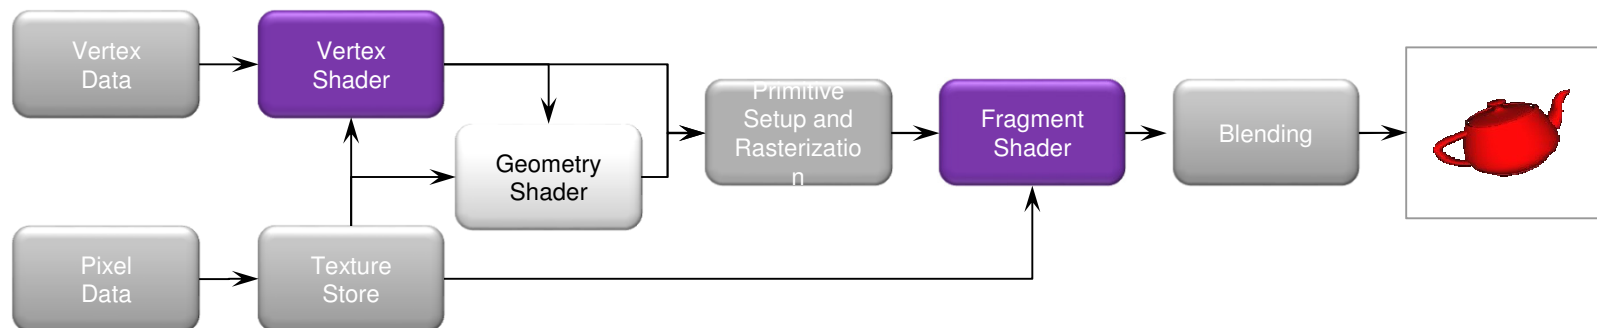 Vertex
Data
Vertex
Shader
Geometry
Shader
Primitive
Setup and
Rasterizatio
n
Fragment
Shader
Blending
Pixel
Data
Texture
Store